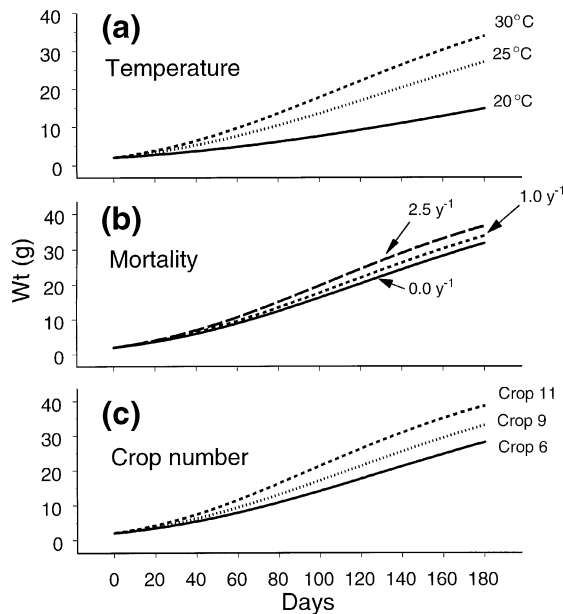 (a)
Temperature
30°C
25°C
20°C
40
30
20
10
0
(b)
Mortality
2.5 y-1
1.0 y-1
0.0 y-1
40
30
20
10
0
Wt (g)
(c)
Crop number
Crop 11
Crop 9
Crop 6
40
30
20
10
0
0 20 40 60 80 100 120 140 160 180
Days